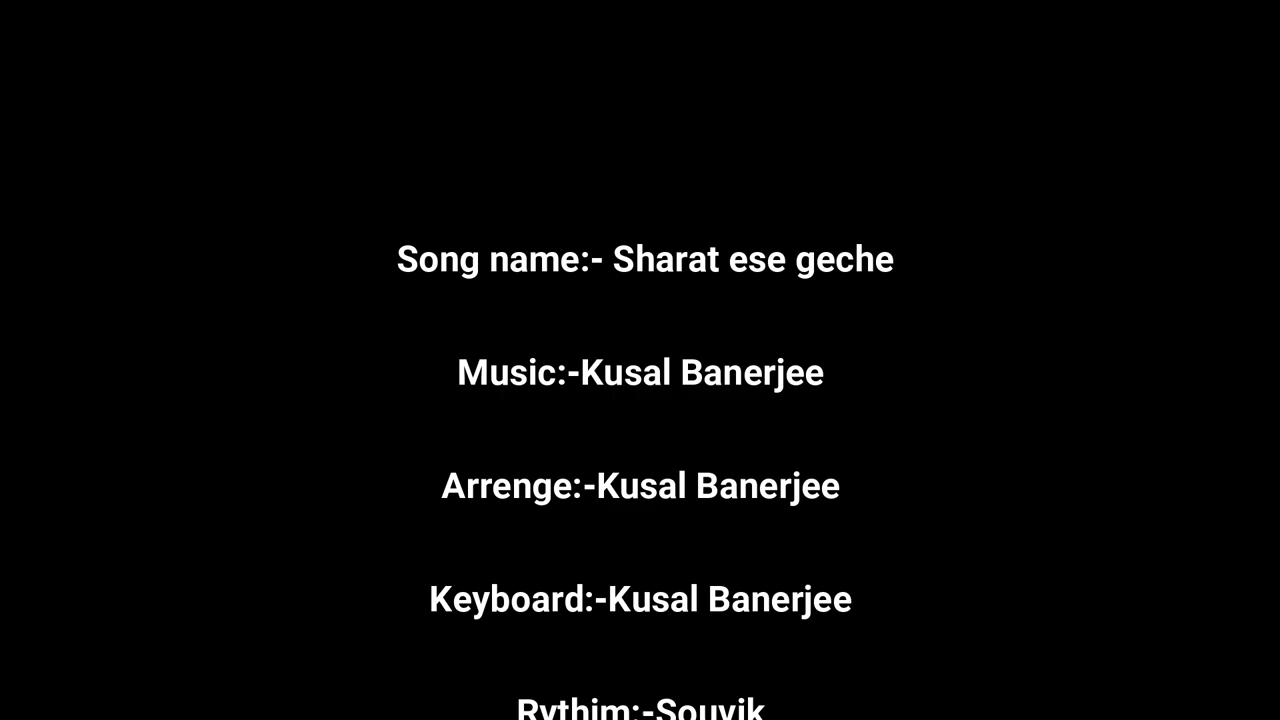 Song name:- Sharat ese geche
Music:-Kusal Banerjee
Arrenge:-Kusal Banerjee
Keyboard:-Kusal Banerjee
Rythim:-Souvik